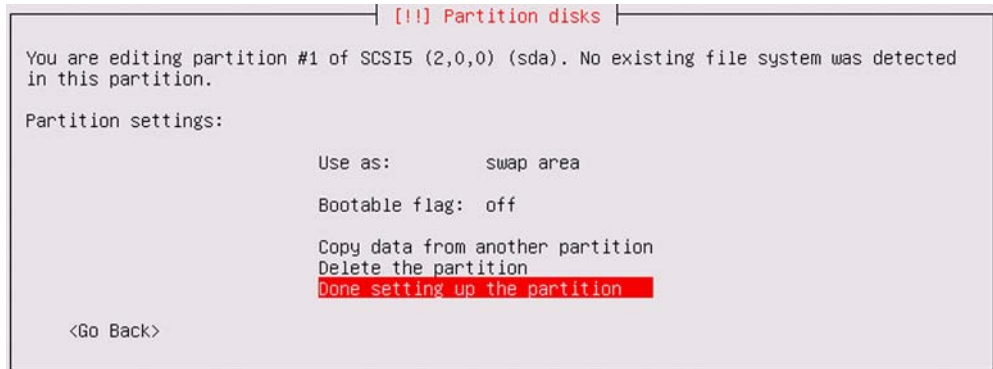 [!!] Partition disks
You are editing partition #1 of SCSI5 (2,0,0) (sda). No existing file system was detected
in this partition.
Partition settings:
Use as: swap area
Bootable flag: off
Copy data from another partition
Delete the partition
Done setting up the partition
<Go Back>